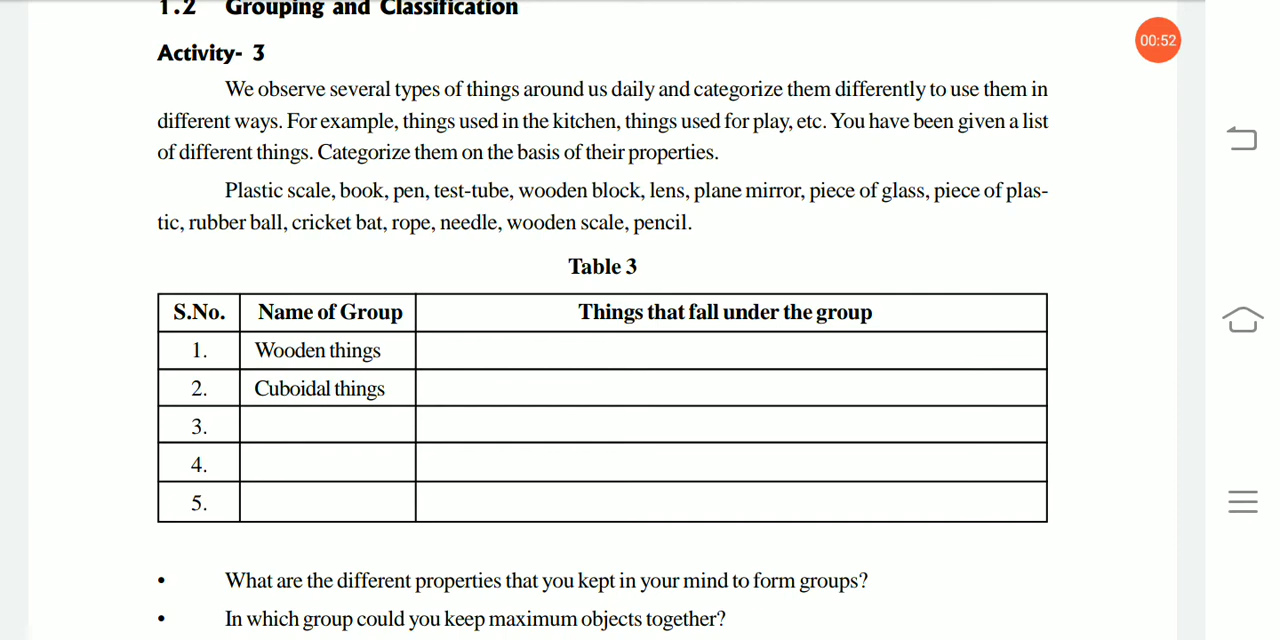 1.2 Grouping and Classification
00:52
Activity- 3
We observe several types of things around us daily and categorize them differently to use them in
different ways. For example, things used in the kitchen, things used for play, etc. You have been given a list
of different things. Categorize them on the basis of their properties.
Plastic scale, book, pen, test-tube, wooden block, lens, plane mirror, piece of glass, piece of plas-
tic, rubber ball, cricket bat, rope, needle, wooden scale, pencil.
Table 3
S.No. Name of Group Things that fall under the group
1. Wooden things
2. Cuboidal things
3.
4.
5.
• What are the different properties that you kept in your mind to form groups?
• In which group could you keep maximum objects together?